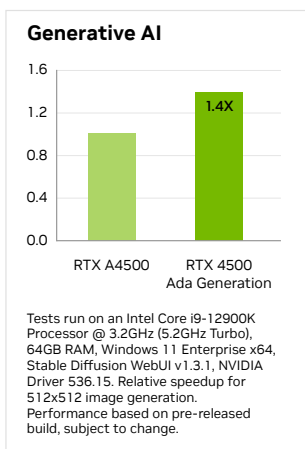 Generative AI
1.6
1.2
0.8
0.4
0.0
1.4X
RTX A4500
RTX 4500
Ada Generation
Tests run on an Intel Core i9-12900K
Processor @ 3.2GHz (5.2GHz Turbo),
64GB RAM, Windows 11 Enterprise x64,
Stable Diffusion WebUI v1.3.1, NVIDIA
Driver 536.15. Relative speedup for
512x512 image generation.
Performance based on pre-released
build, subject to change.